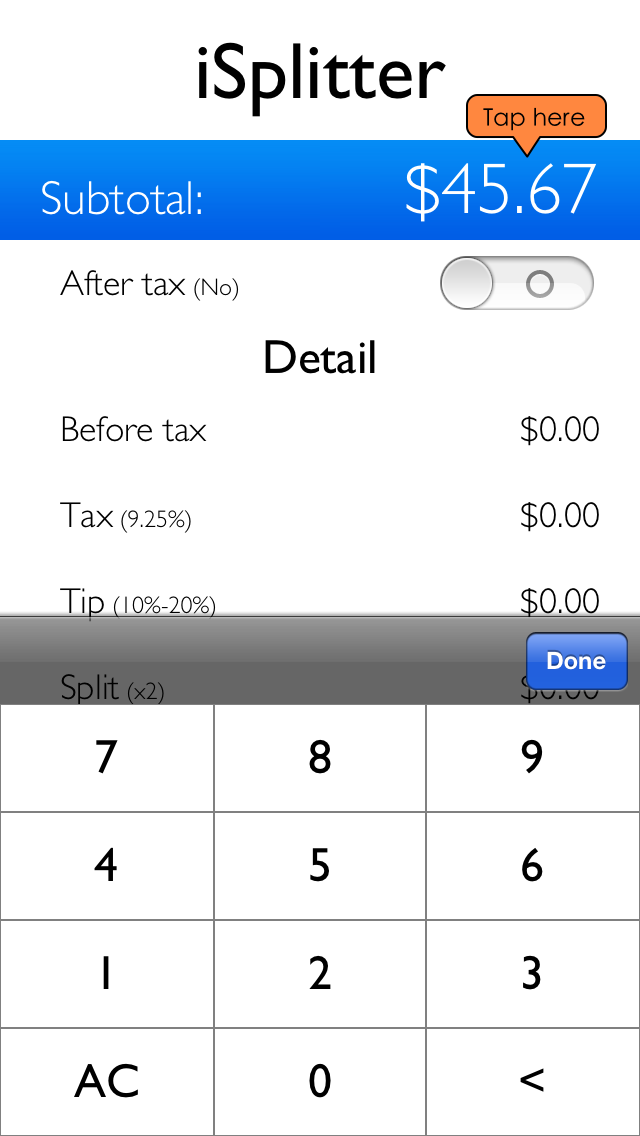 iSplitter
Tap here
Subtotal: $45.67
After tax (No)
Detail
Before tax $0.00
Tax (9.25%) $0.00
Tip (10%-20%) $0.00
Done
Split (x2) $0.00
7 8 9
4 5 6
1 2 3
AC 0 <